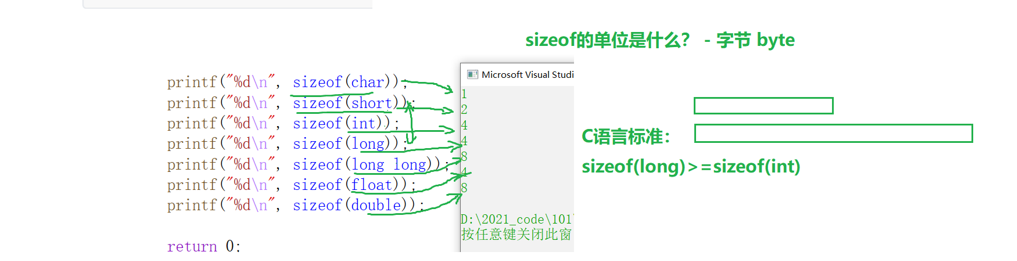 sizeof的单位是什么？ - 字节 byte
printf("%d\n", sizeof(char));
printf("%d\n", sizeof(short));
printf("%d\n", sizeof(int));
printf("%d\n", sizeof(long));
printf("%d\n", sizeof(long long));
printf("%d\n", sizeof(float));
printf("%d\n", sizeof(double));
return 0;
Microsoft Visual Studi
1
2
4
4
8
4
8
D:\2021_code\101
按任意键关闭此窗
C语言标准：
sizeof(long)>=sizeof(int)